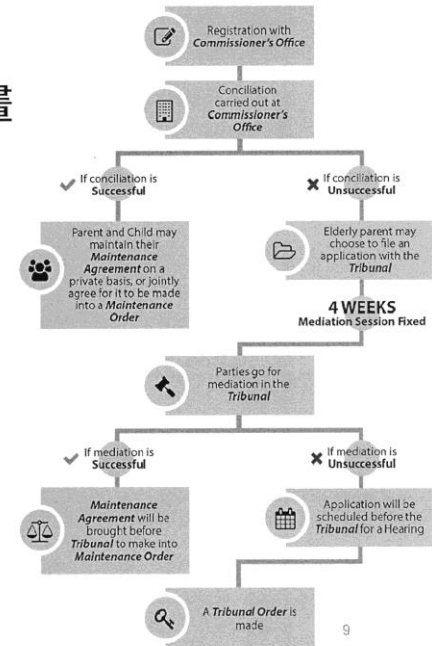 Registration with
Commissioner's Office
Conciliation
carried out at
Commissioner's
Office
If conciliation is
Successful
If conciliation is
Unsuccessful
Parent and Child may
maintain their
Maintenance
Agreement on a
private basis, or jointly
agree for it to be made
into a Maintenance
Order
Elderly parent may
choose to file an
application with the
Tribunal
4 WEEKS
Mediation Session Fixed
Parties go for
mediation in the
Tribunal
If mediation is
Successful
If mediation is
Unsuccessful
Maintenance
Agreement will be
brought before
Tribunal to make into
Maintenance Order
Application will be
scheduled before the
Tribunal for a Hearing
A Tribunal Order is
made
9